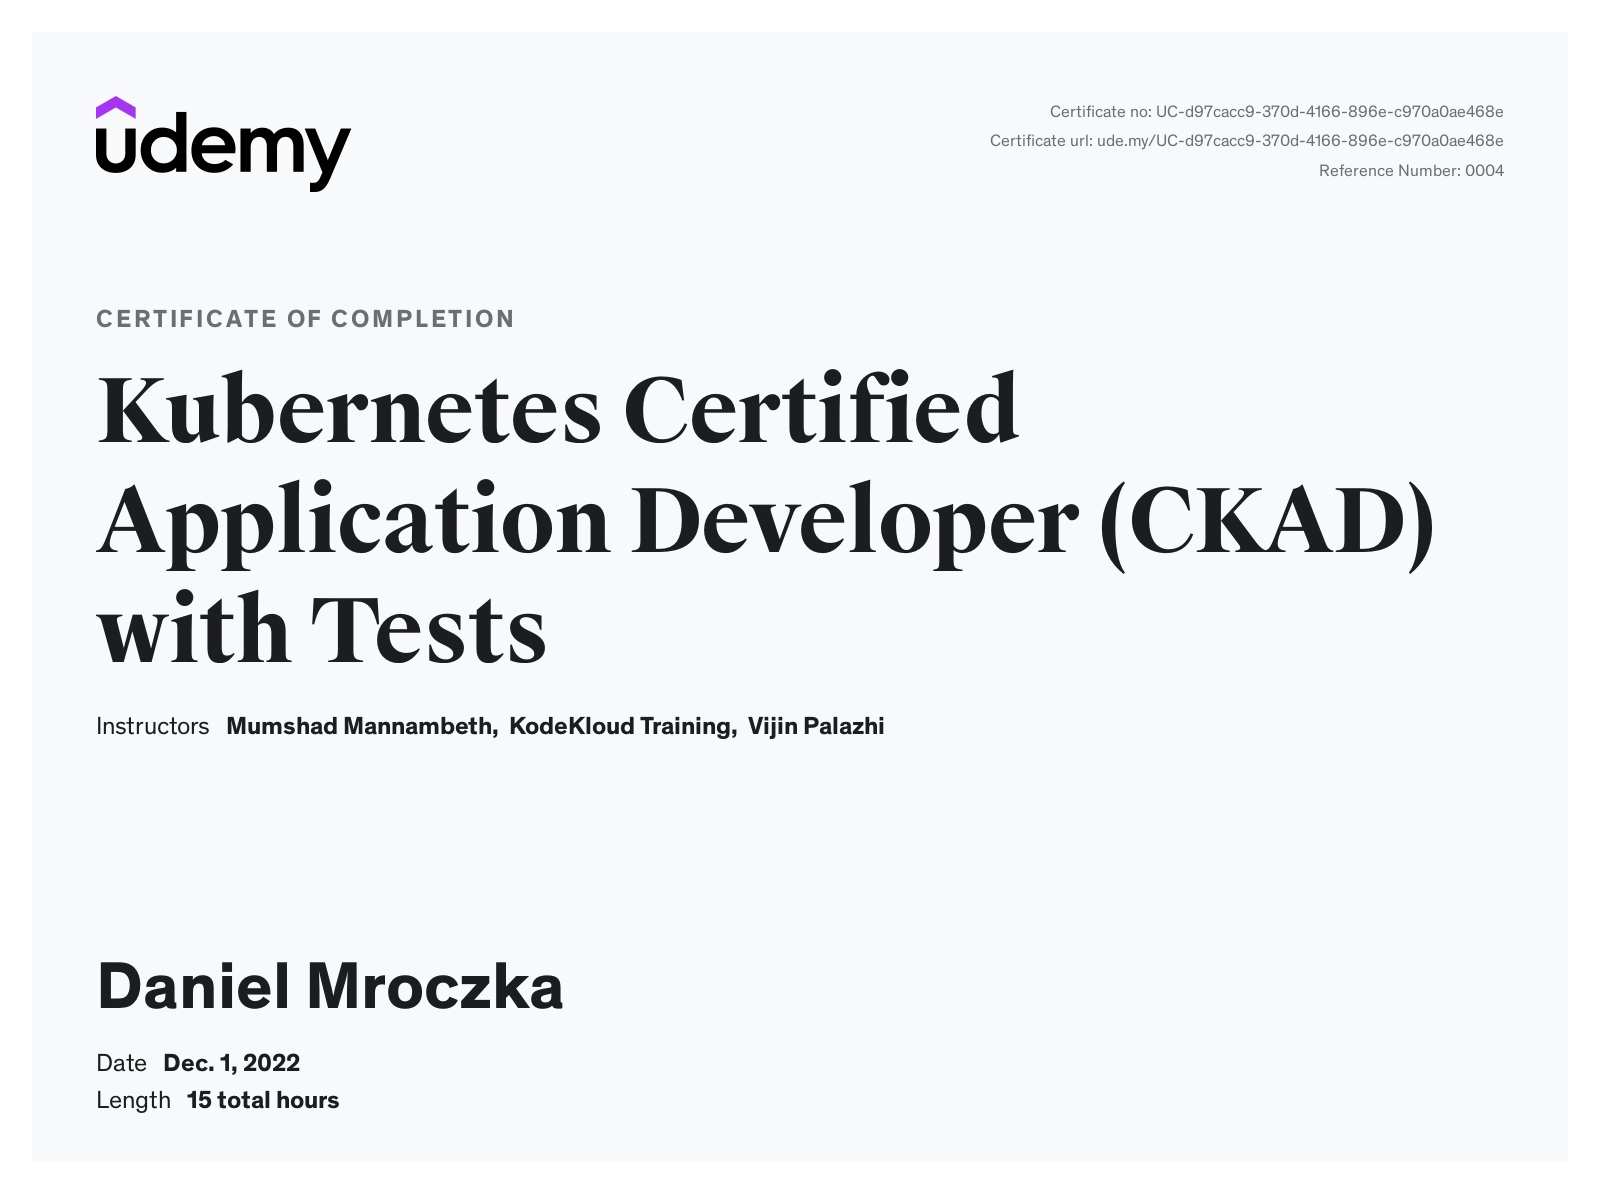 udemy
Certificate no: UC-d97cacc9-370d-4166-896e-c970a0ae468e
Certificate url: ude.my/UC-d97cacc9-370d-4166-896e-c970a0ae468e
Reference Number: 0004
CERTIFICATE OF COMPLETION
Kubernetes Certified
Application Developer (CKAD)
with Tests
Instructors Mumshad Mannambeth, KodeKloud Training, Vijin Palazhi
Daniel Mroczka
Date Dec. 1, 2022
Length 15 total hours